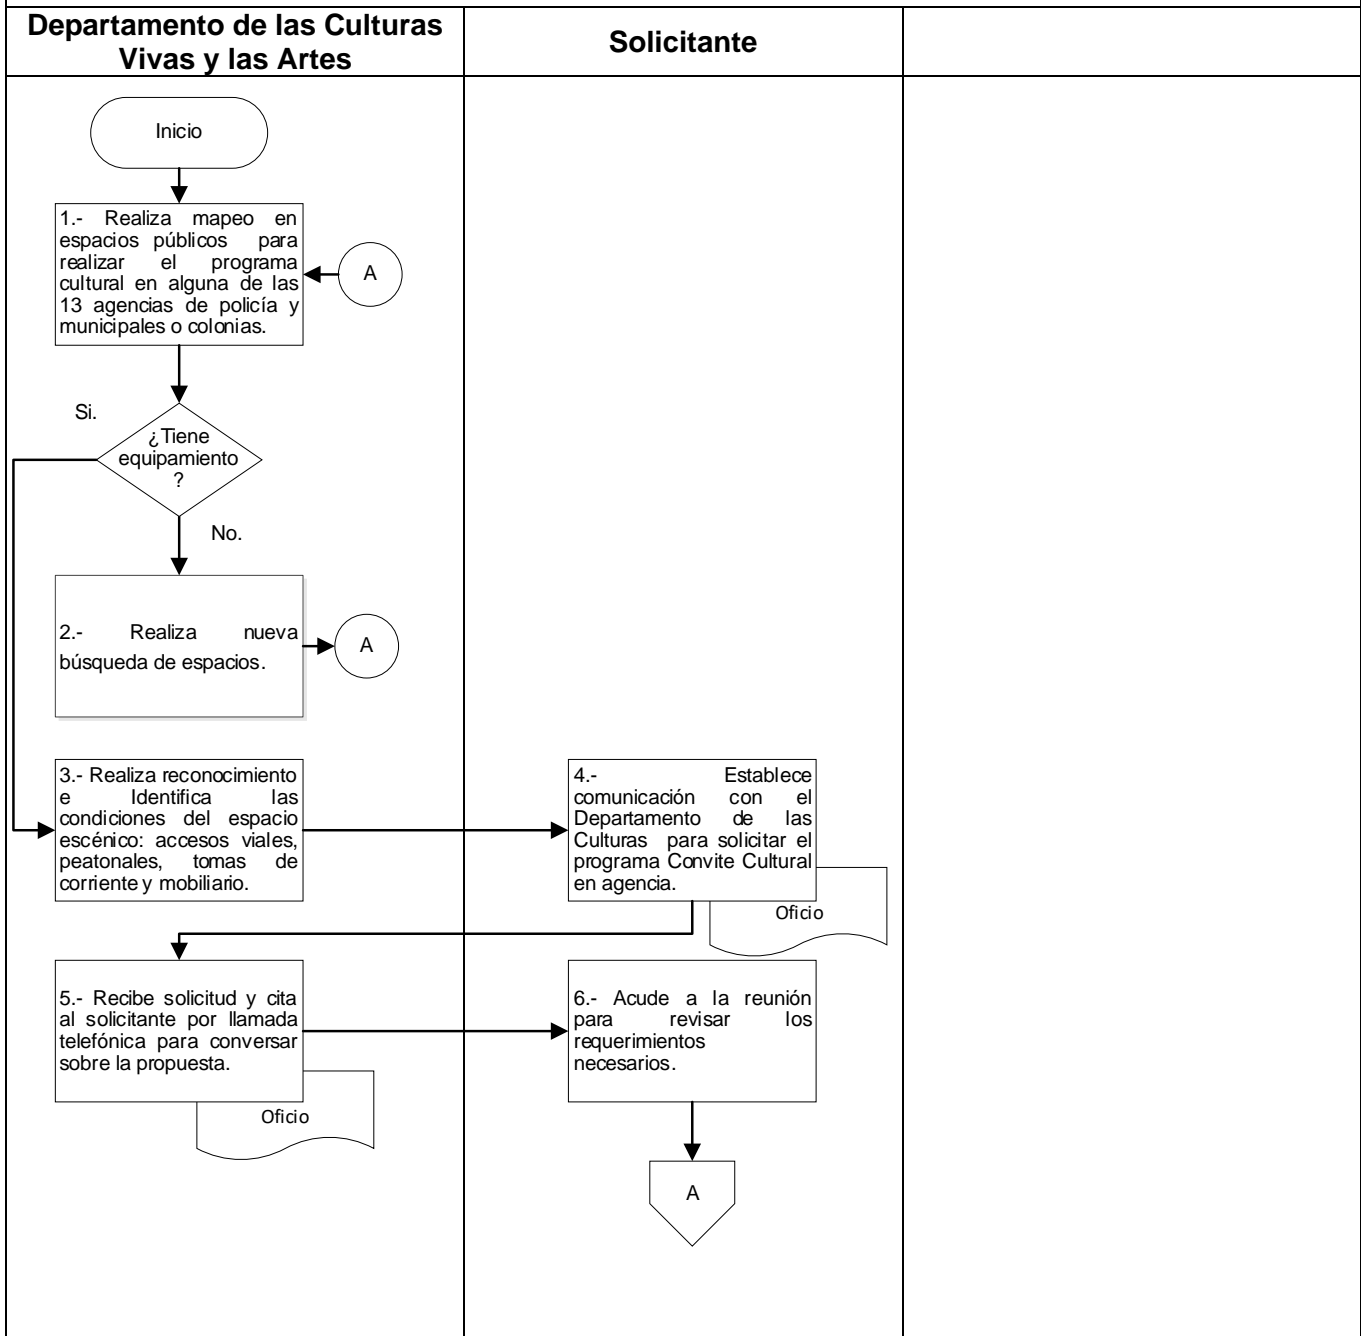 Departamento de las Culturas
Vivas y las Artes
Solicitante
Inicio
1.- Realiza mapeo en
espacios públicos para
realizar el programa
cultural en alguna de las
13 agencias de policía y
municipales o colonias.
A
Si.
¿Tiene
equipamiento
?
No.
2.- Realiza nueva
búsqueda de espacios.
A
3.- Realiza reconocimiento
e Identifica las
condiciones del espacio
escénico: accesos viales,
peatonales, tomas de
corriente y mobiliario.
4.- Establece
comunicación con el
Departamento de las
Culturas para solicitar el
programa Convite Cultural
en agencia.
Oficio
5.- Recibe solicitud y cita
al solicitante por llamada
telefónica para conversar
sobre la propuesta.
Oficio
6.- Acude a la reunión
para revisar los
requerimientos
necesarios.
A